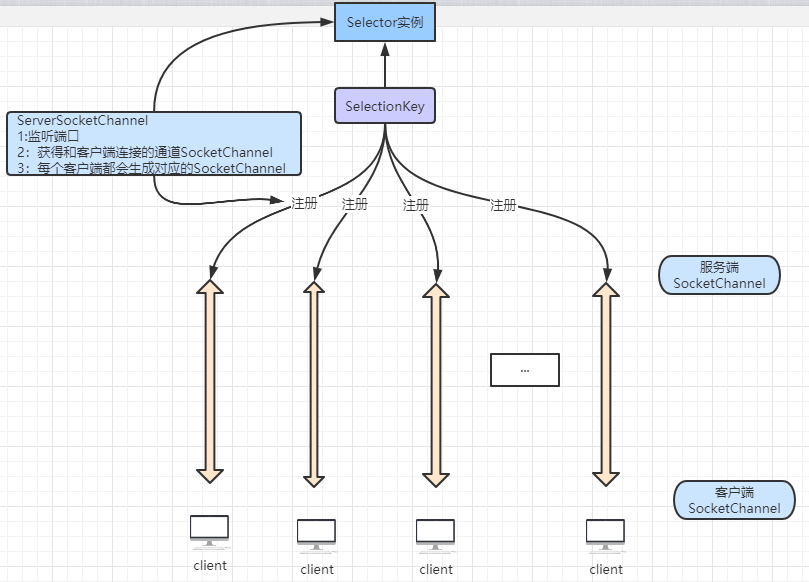 Selector实例
SelectionKey
ServerSocketChannel
1:监听端口
2：获得和客户端连接的通道SocketChannel
3：每个客户端都会生成对应的SocketChannel
注册
注册
注册
注册
服务端
SocketChannel
...
客户端
SocketChannel
client
client
client
client